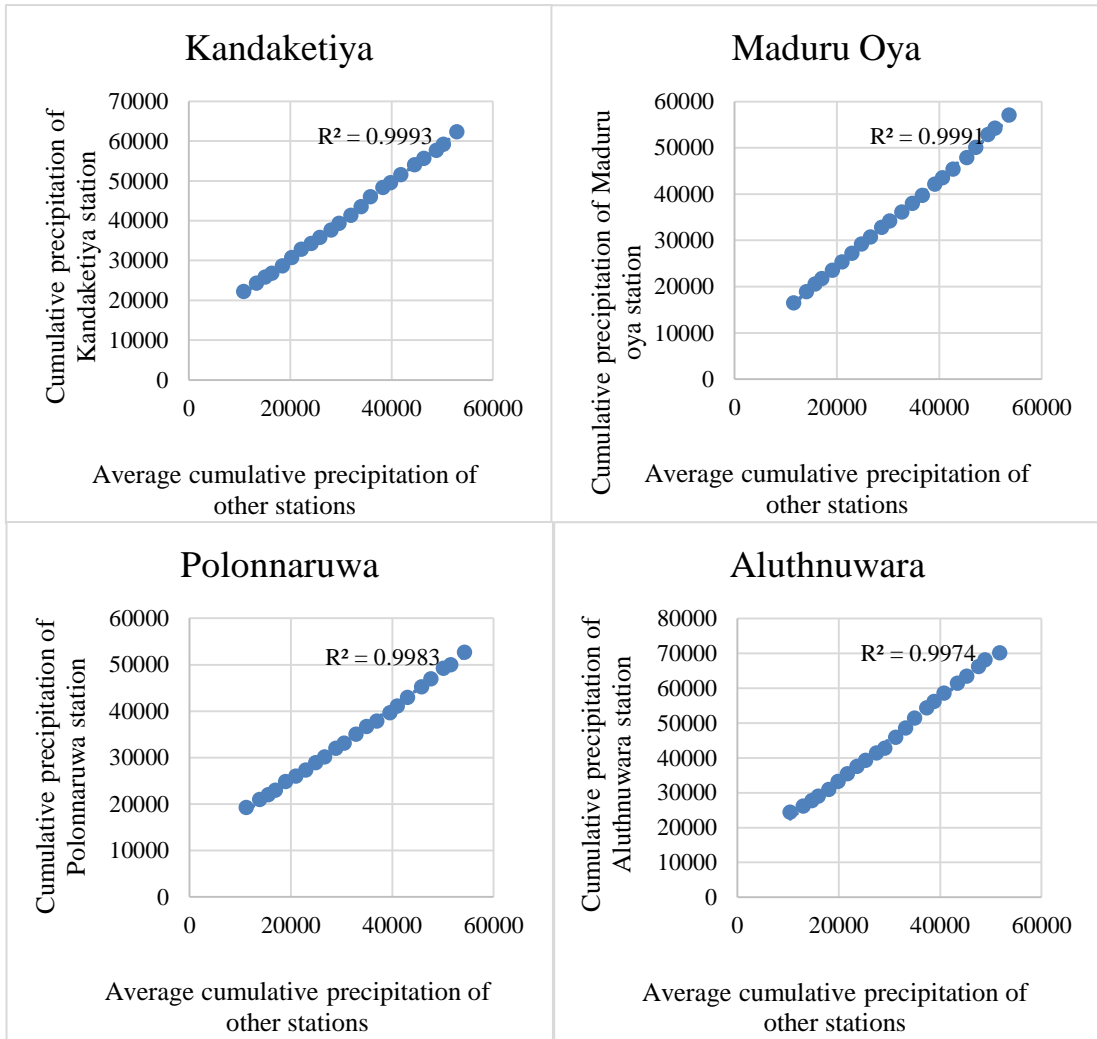 Kandaketiya
Cumulative precipitation of
Kandaketiya station
70000
60000
50000
40000
30000
20000
10000
0
R² = 0.9993
0 20000 40000 60000
Average cumulative precipitation of
other stations
Maduru Oya
Cumulative precipitation of Maduru
oya station
60000
50000
40000
30000
20000
10000
0
R² = 0.9991
0 20000 40000 60000
Average cumulative precipitation of
other stations
Polonnaruwa
Cumulative precipitation of
Polonnaruwa station
60000
50000
40000
30000
20000
10000
0
R² = 0.9983
0 20000 40000 60000
Average cumulative precipitation of
other stations
Aluthnuwara
Cumulative precipitation of
Aluthnuwara station
80000
70000
60000
50000
40000
30000
20000
10000
0
R² = 0.9974
0 20000 40000 60000
Average cumulative precipitation of
other stations